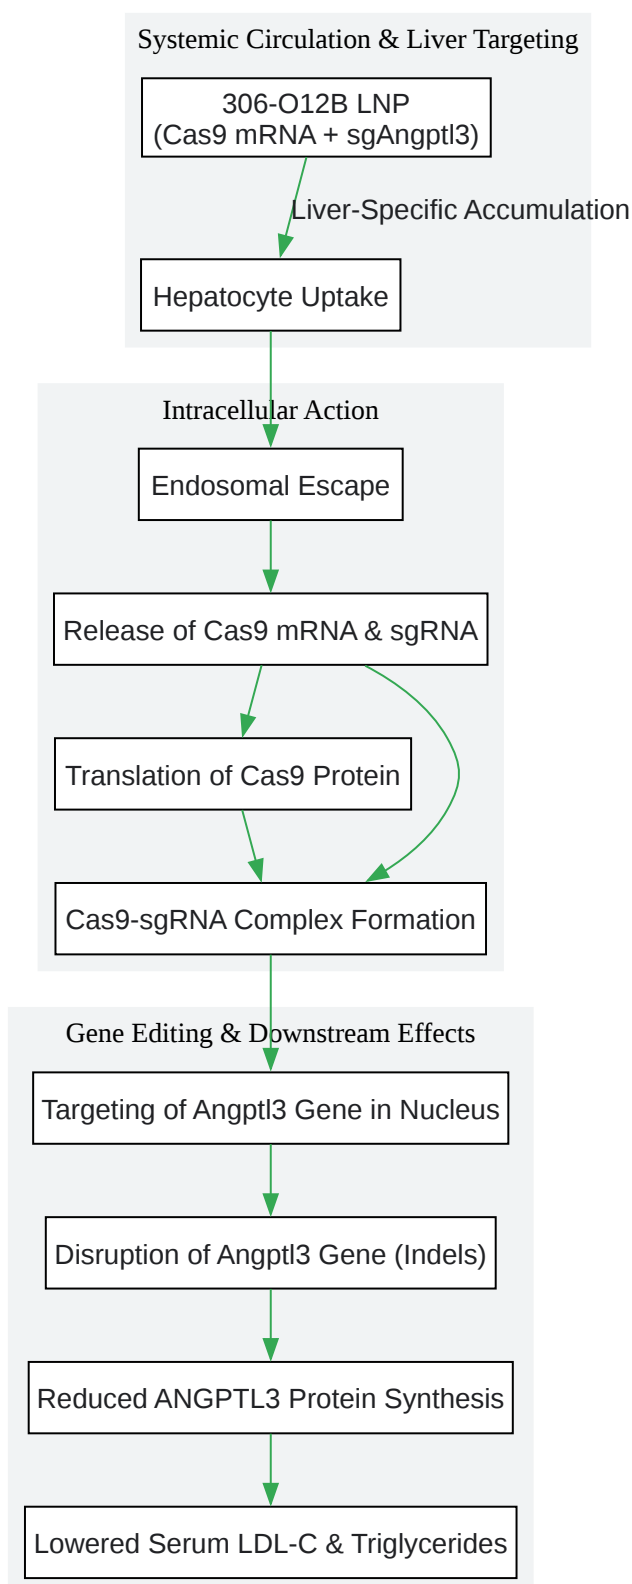 Systemic Circulation & Liver Targeting
306-O12B LNP
(Cas9 mRNA + sgAngptl3)
Liver-Specific Accumulation
Hepatocyte Uptake
Intracellular Action
Endosomal Escape
Release of Cas9 mRNA & sgRNA
Translation of Cas9 Protein
Cas9-sgRNA Complex Formation
Gene Editing & Downstream Effects
Targeting of Angptl3 Gene in Nucleus
Disruption of Angptl3 Gene (Indels)
Reduced ANGPTL3 Protein Synthesis
Lowered Serum LDL-C & Triglycerides